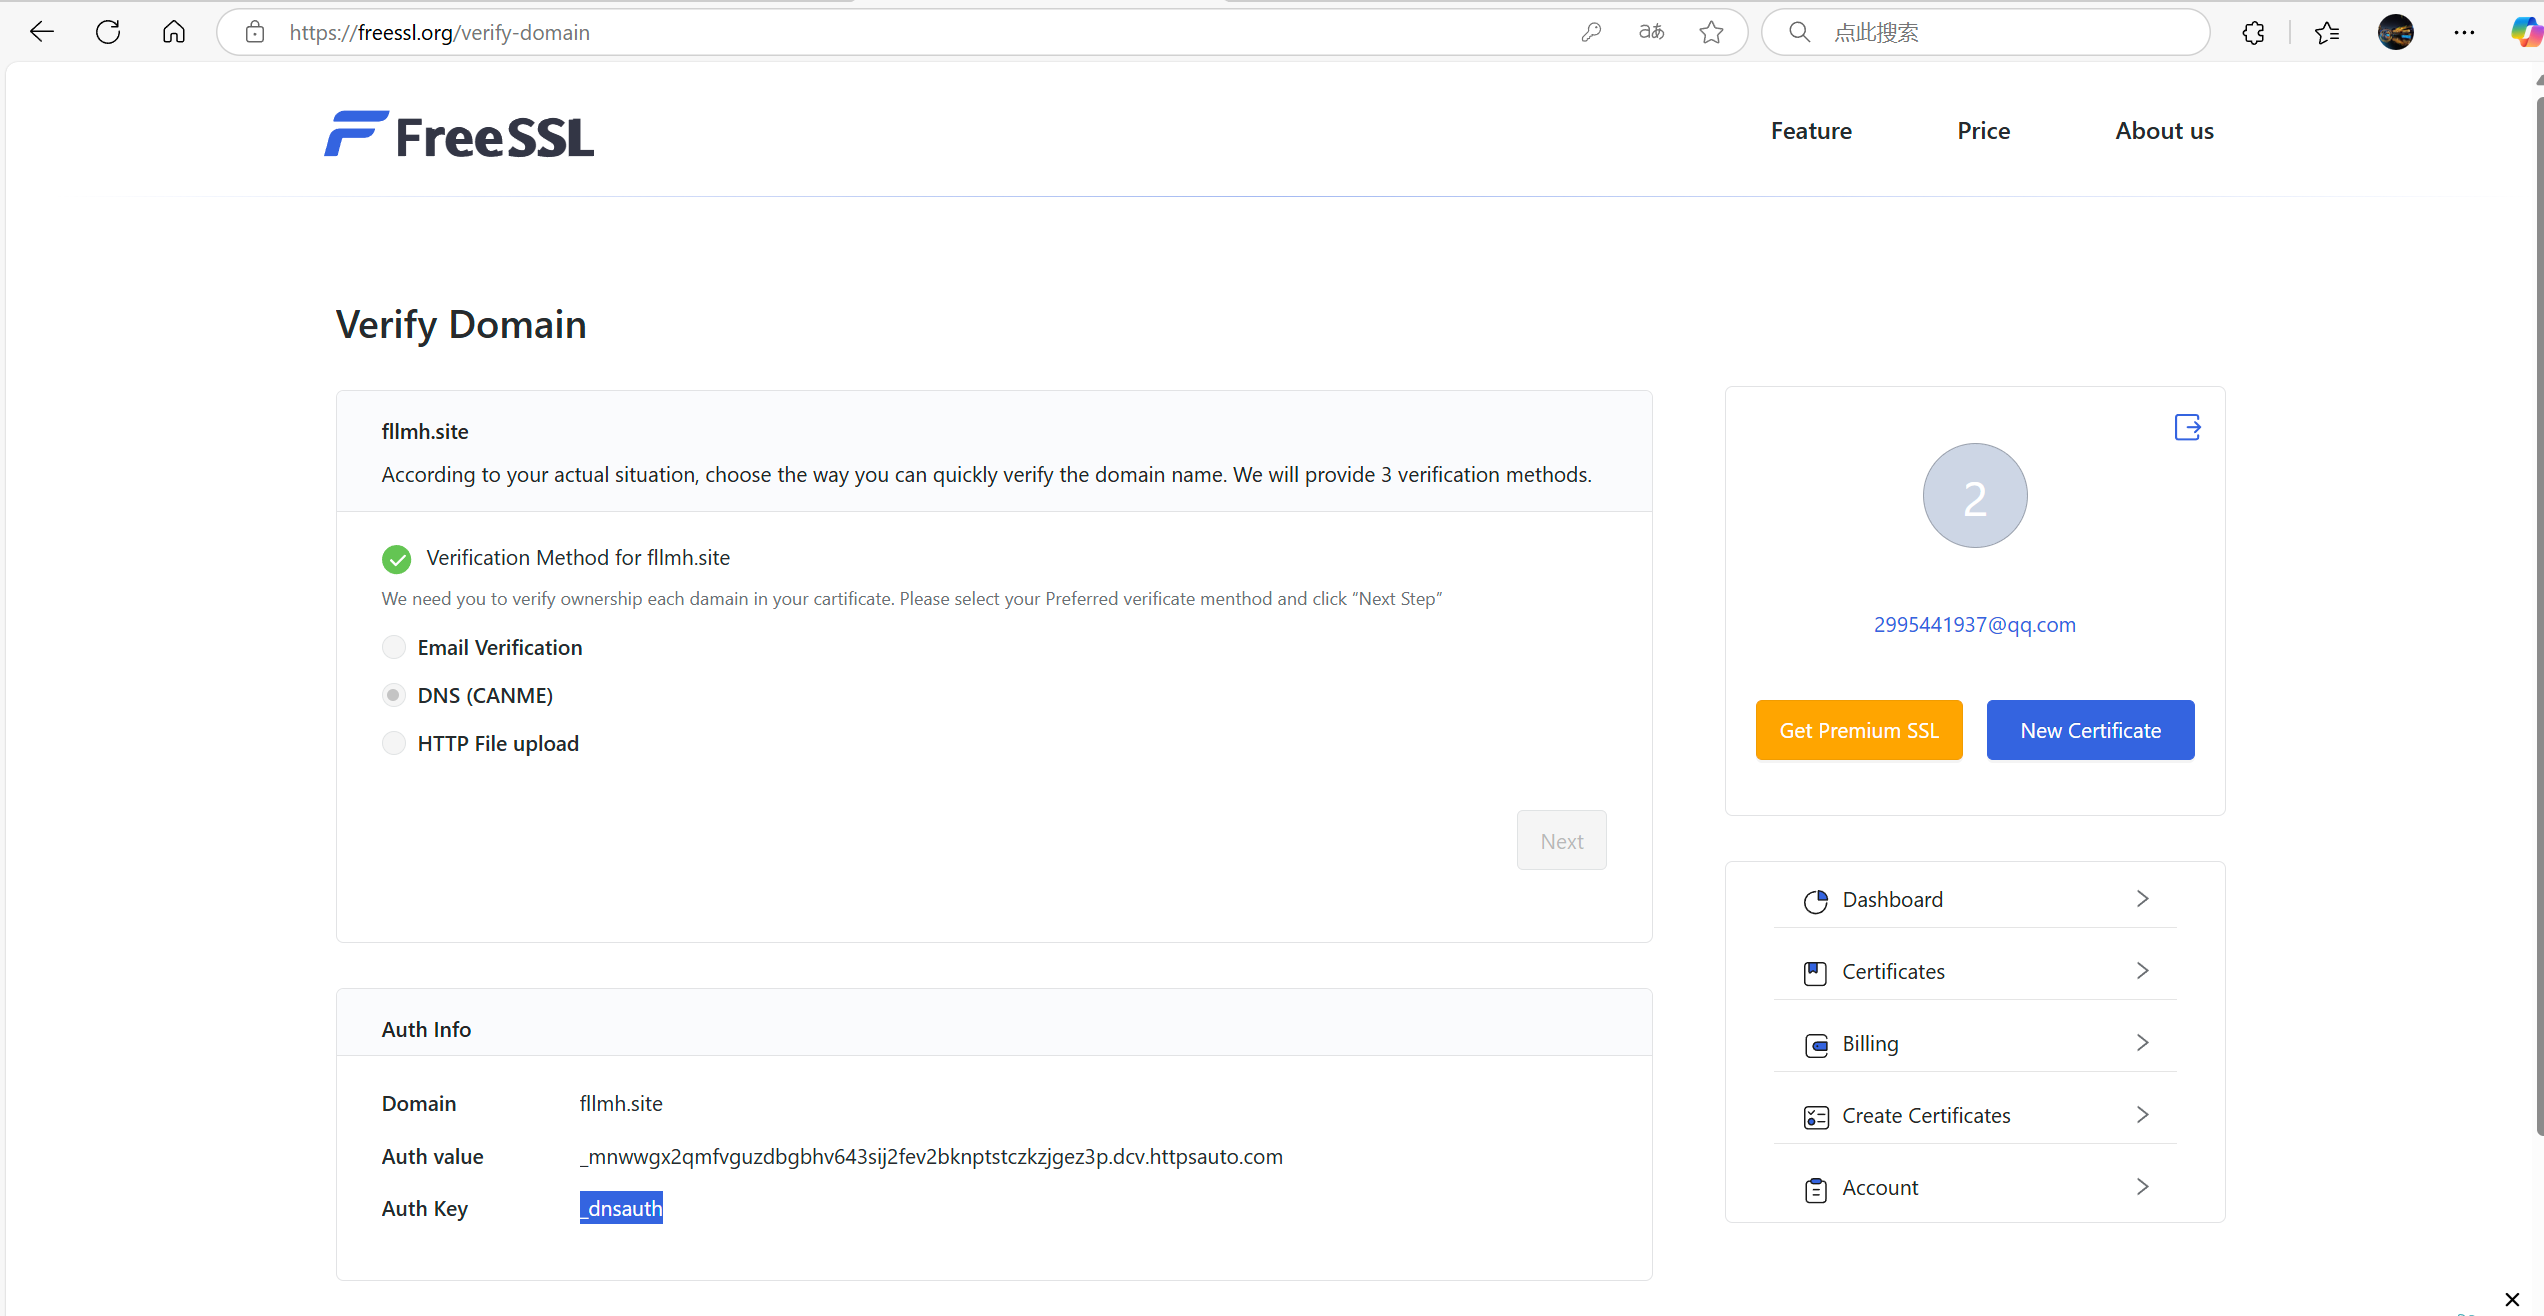 https://freessl.org/verify-domain
aあ
点此搜索
FreeSSL
Feature
Price
About us
Verify Domain
fllmh.site
According to your actual situation, choose the way you can quickly verify the domain name. We will provide 3 verification methods.
Verification Method for fllmh.site
We need you to verify ownership each damain in your cartificate. Please select your Preferred verificate menthod and click “Next Step”
Email Verification
DNS (CANME)
HTTP File upload
Next
Auth Info
Domain fllmh.site
Auth value _mnwwgx2qmfvguzdbgbhv643sij2fev2bknptstczkzjgez3p.dcv.httpsauto.com
Auth Key _dnsauth
2
2995441937@qq.com
Get Premium SSL
New Certificate
Dashboard
Certificates
Billing
Create Certificates
Account